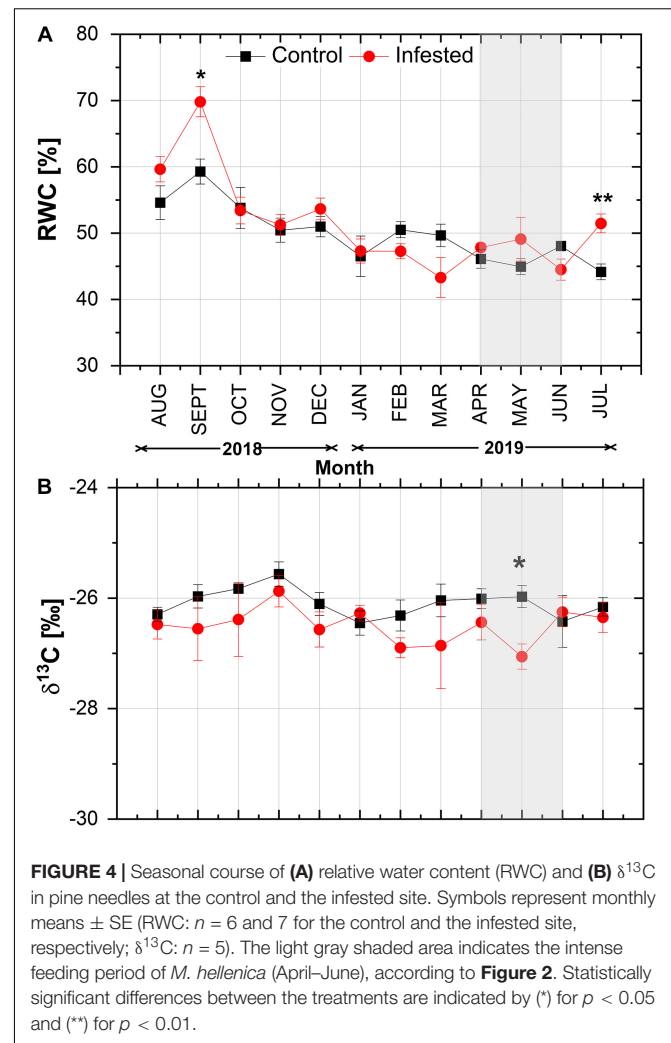 A
80
Control Infested
*
70
RWC [%]
60
**
50
40
30
AUG SEPT OCT NOV DEC JAN FEB MAR APR MAY JUN JUL
2018 2019
Month
B
-24
*
-26
δ¹³C [‰]
-28
-30
FIGURE 4 | Seasonal course of (A) relative water content (RWC) and (B) δ¹³C
in pine needles at the control and the infested site. Symbols represent monthly
means ± SE (RWC: n = 6 and 7 for the control and the infested site,
respectively; δ¹³C: n = 5). The light gray shaded area indicates the intense
feeding period of M. hellenica (April–June), according to Figure 2. Statistically
significant differences between the treatments are indicated by (*) for p < 0.05
and (**) for p < 0.01.